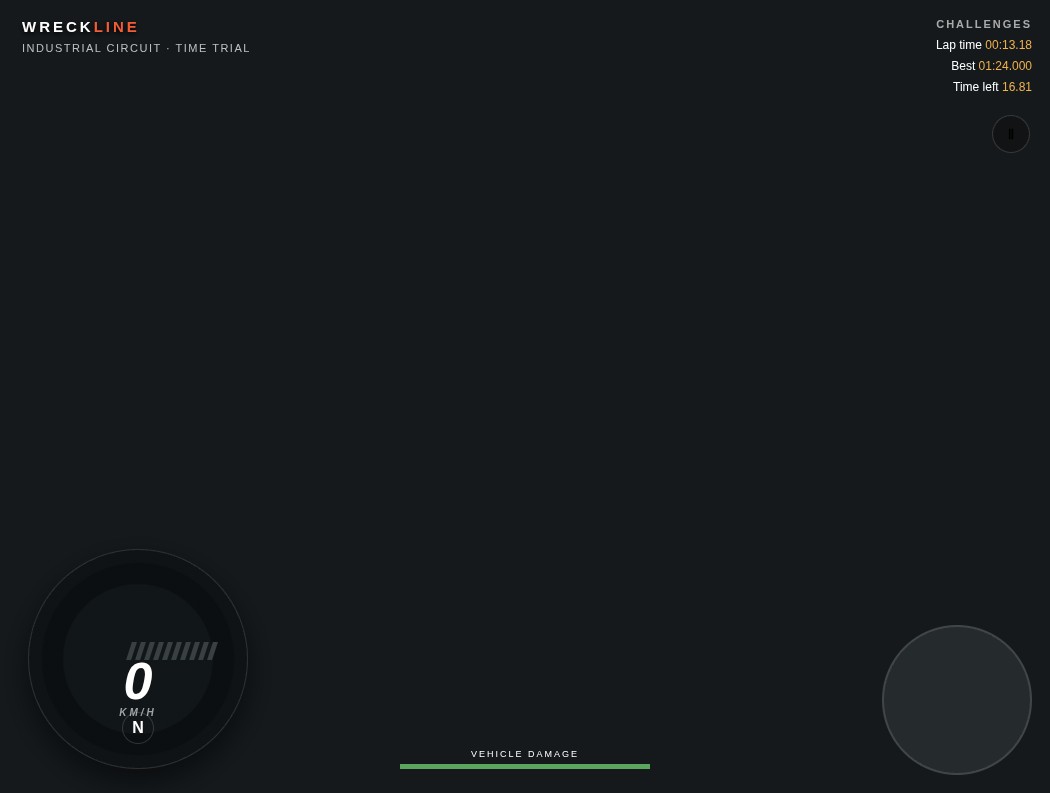 WRECKLINE
INDUSTRIAL CIRCUIT · TIME TRIAL
CHALLENGES
Lap time 00:13.18
Best 01:24.000
Time left 16.81
0
KM/H
N
VEHICLE DAMAGE